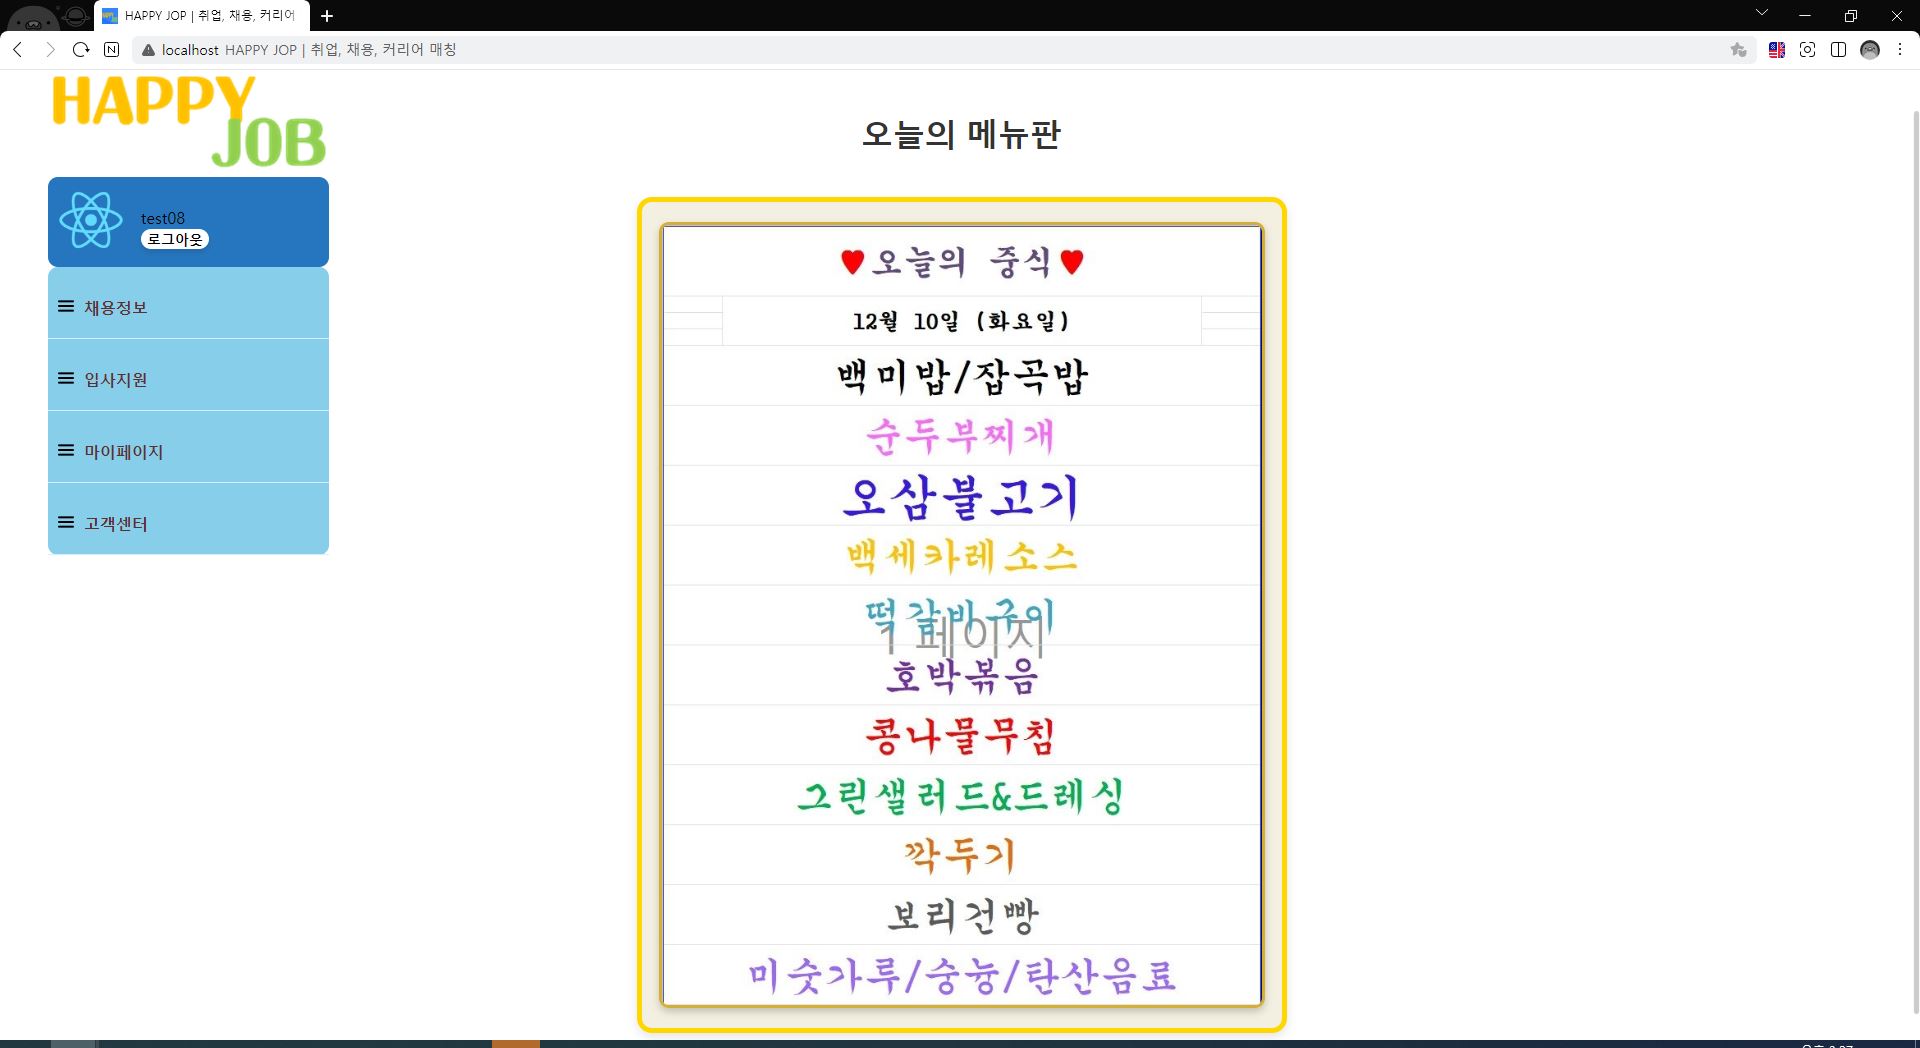 HAPPY JOP | 취업, 채용, 커리어
localhost HAPPY JOP | 취업, 채용, 커리어 매칭
HAPPY
JOB
test08
로그아웃
채용정보
입사지원
마이페이지
고객센터
오늘의 메뉴판
♥오늘의 중식♥
12월 10일 (화요일)
백미밥/잡곡밥
순두부찌개
오삼불고기
백세카레소스
떡갈비구이
1 페이지
호박볶음
콩나물무침
그린샐러드&드레싱
깍두기
보리건빵
미숫가루/숭늉/탄산음료